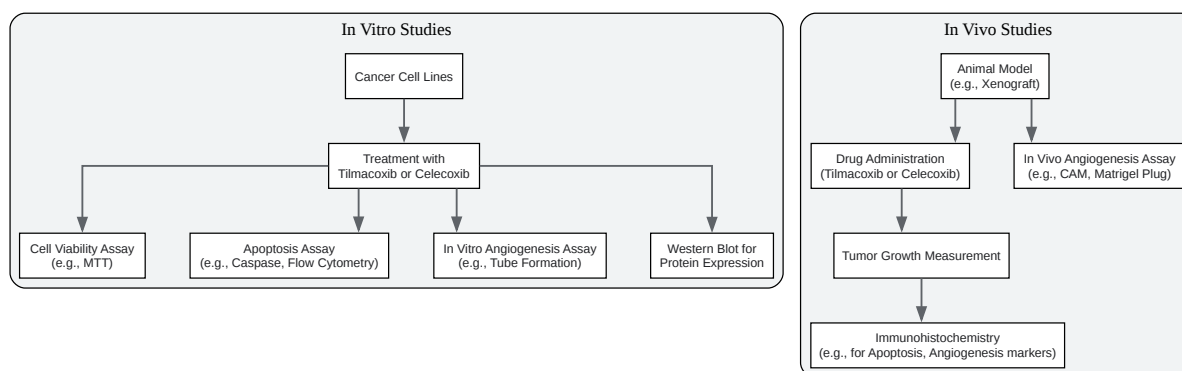 In Vitro Studies
Cancer Cell Lines
Treatment with
Tilmacoxib or Celecoxib
Cell Viability Assay
(e.g., MTT)
Apoptosis Assay
(e.g., Caspase, Flow Cytometry)
In Vitro Angiogenesis Assay
(e.g., Tube Formation)
Western Blot for
Protein Expression
In Vivo Studies
Animal Model
(e.g., Xenograft)
Drug Administration
(Tilmacoxib or Celecoxib)
In Vivo Angiogenesis Assay
(e.g., CAM, Matrigel Plug)
Tumor Growth Measurement
Immunohistochemistry
(e.g., for Apoptosis, Angiogenesis markers)